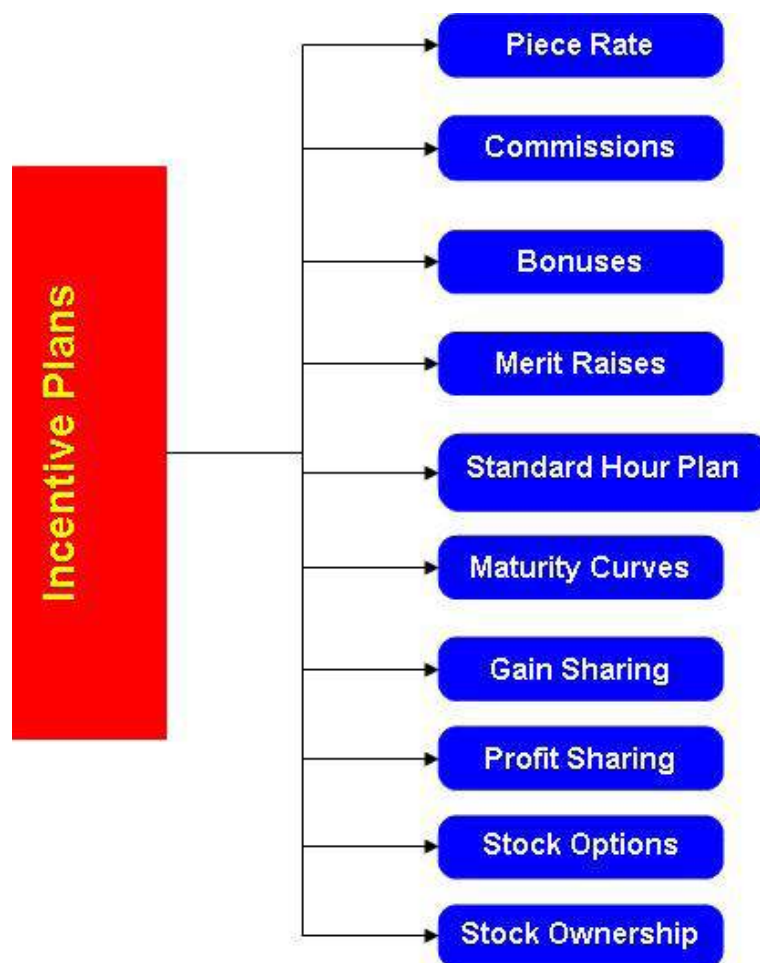 Incentive Plans
Piece Rate
Commissions
Bonuses
Merit Raises
Standard Hour Plan
Maturity Curves
Gain Sharing
Profit Sharing
Stock Options
Stock Ownership